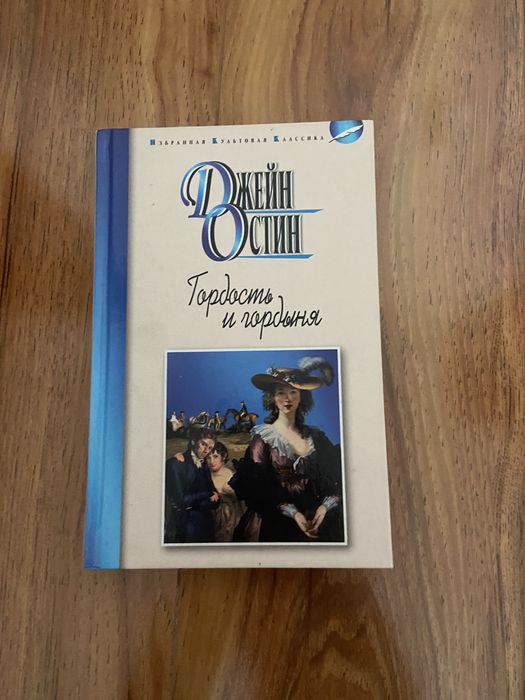 Избранная Культовая Классика
Джейн
Остин
Гордость
и гордыня